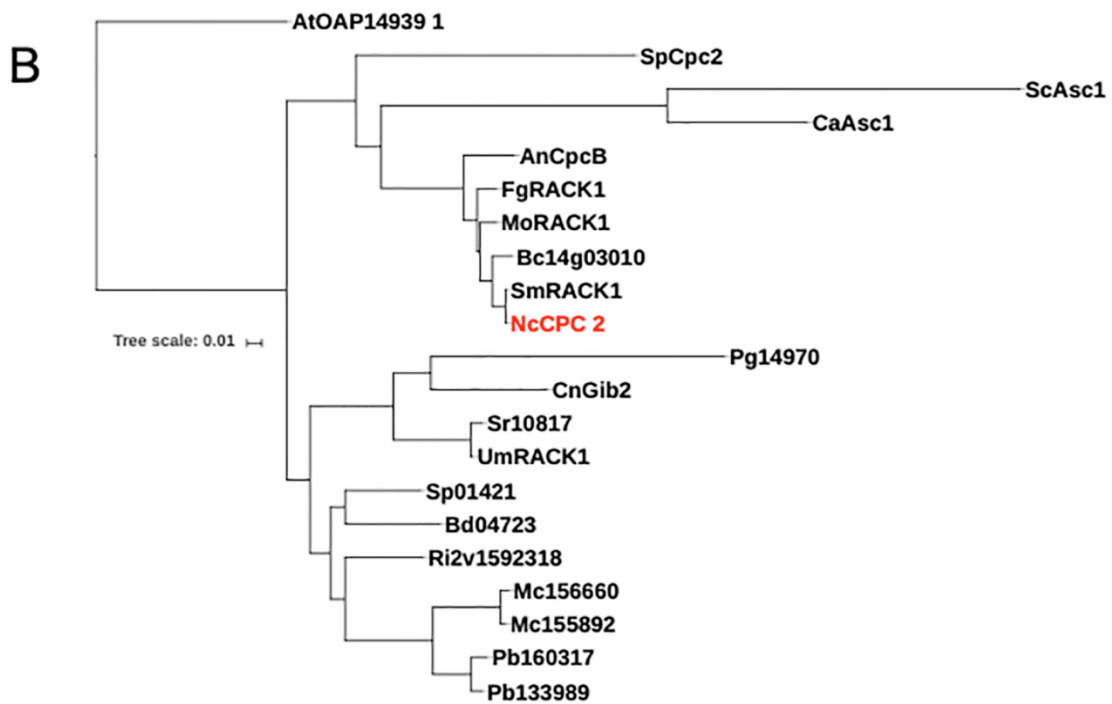 AtOAP14939 1
B
SpCpc2
ScAsc1
CaAsc1
AnCpcB
FgRACK1
MoRACK1
Bc14g03010
SmRACK1
NcCPC 2
Tree scale: 0.01
Pg14970
CnGib2
Sr10817
UmRACK1
Sp01421
Bd04723
Ri2v1592318
Mc156660
Mc155892
Pb160317
Pb133989